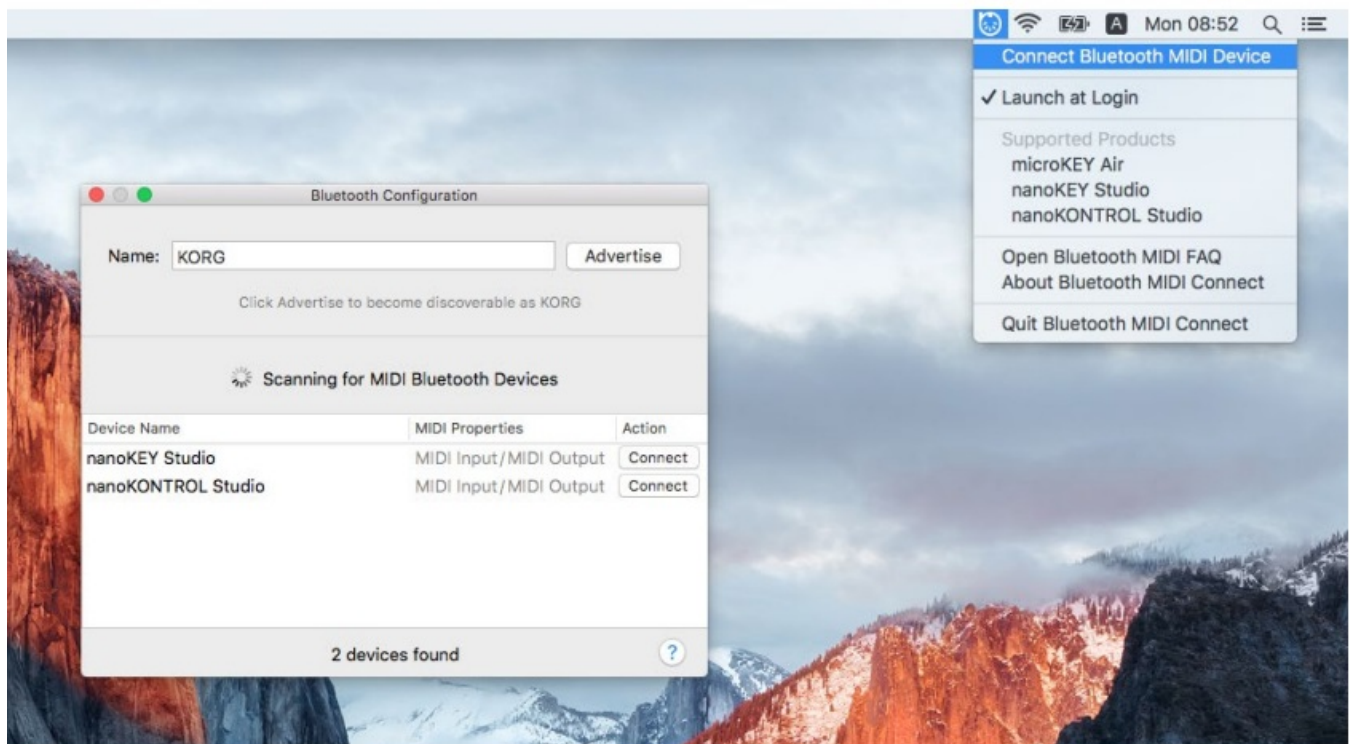 A Mon 08:52
Connect Bluetooth MIDI Device
✓ Launch at Login
Supported Products
microKEY Air
nanoKEY Studio
nanoKONTROL Studio
Open Bluetooth MIDI FAQ
About Bluetooth MIDI Connect
Quit Bluetooth MIDI Connect
Bluetooth Configuration
Name: KORG Advertise
Click Advertise to become discoverable as KORG
Scanning for MIDI Bluetooth Devices
Device Name MIDI Properties Action
nanoKEY Studio MIDI Input/MIDI Output Connect
nanoKONTROL Studio MIDI Input/MIDI Output Connect
2 devices found ?